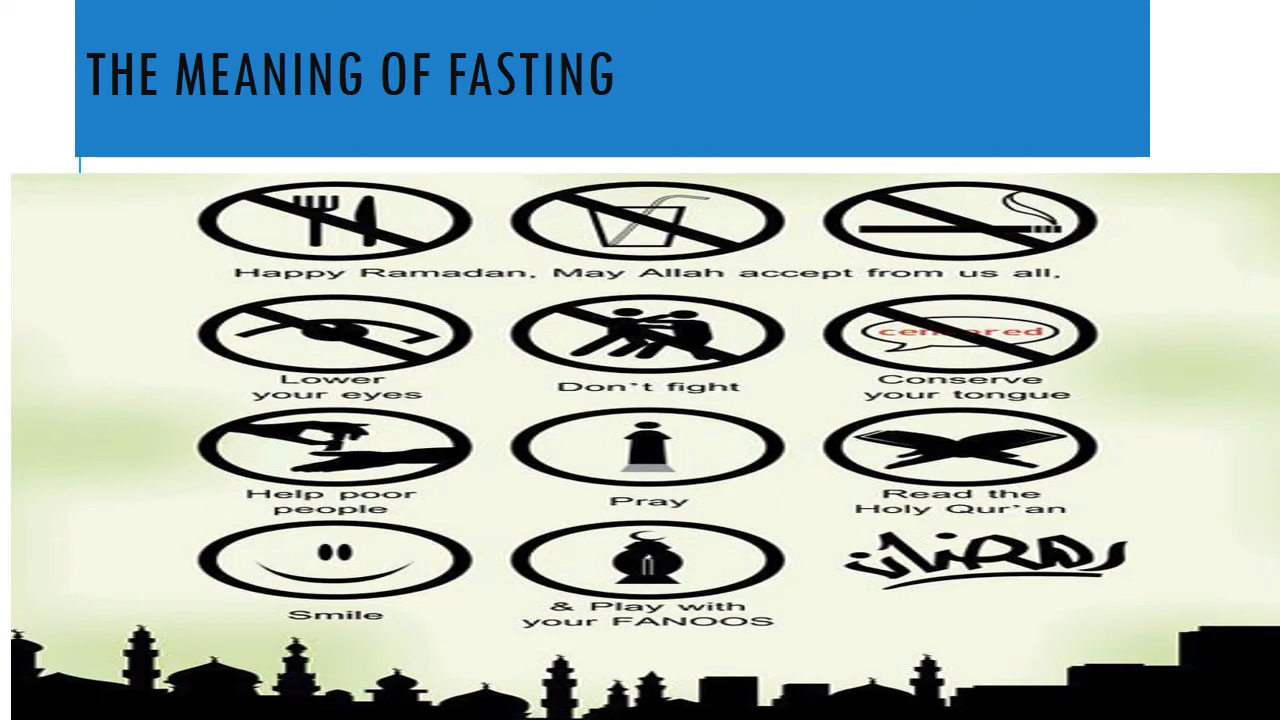 THE MEANING OF FASTING
Happy Ramadan, May Allah accept from us all,
censored
Lower
your eyes
Don't fight
Conserve
your tongue
Help poor
people
Pray
Read the
Holy Qur'an
رمضان
Smile
& Play with
your FANOOS